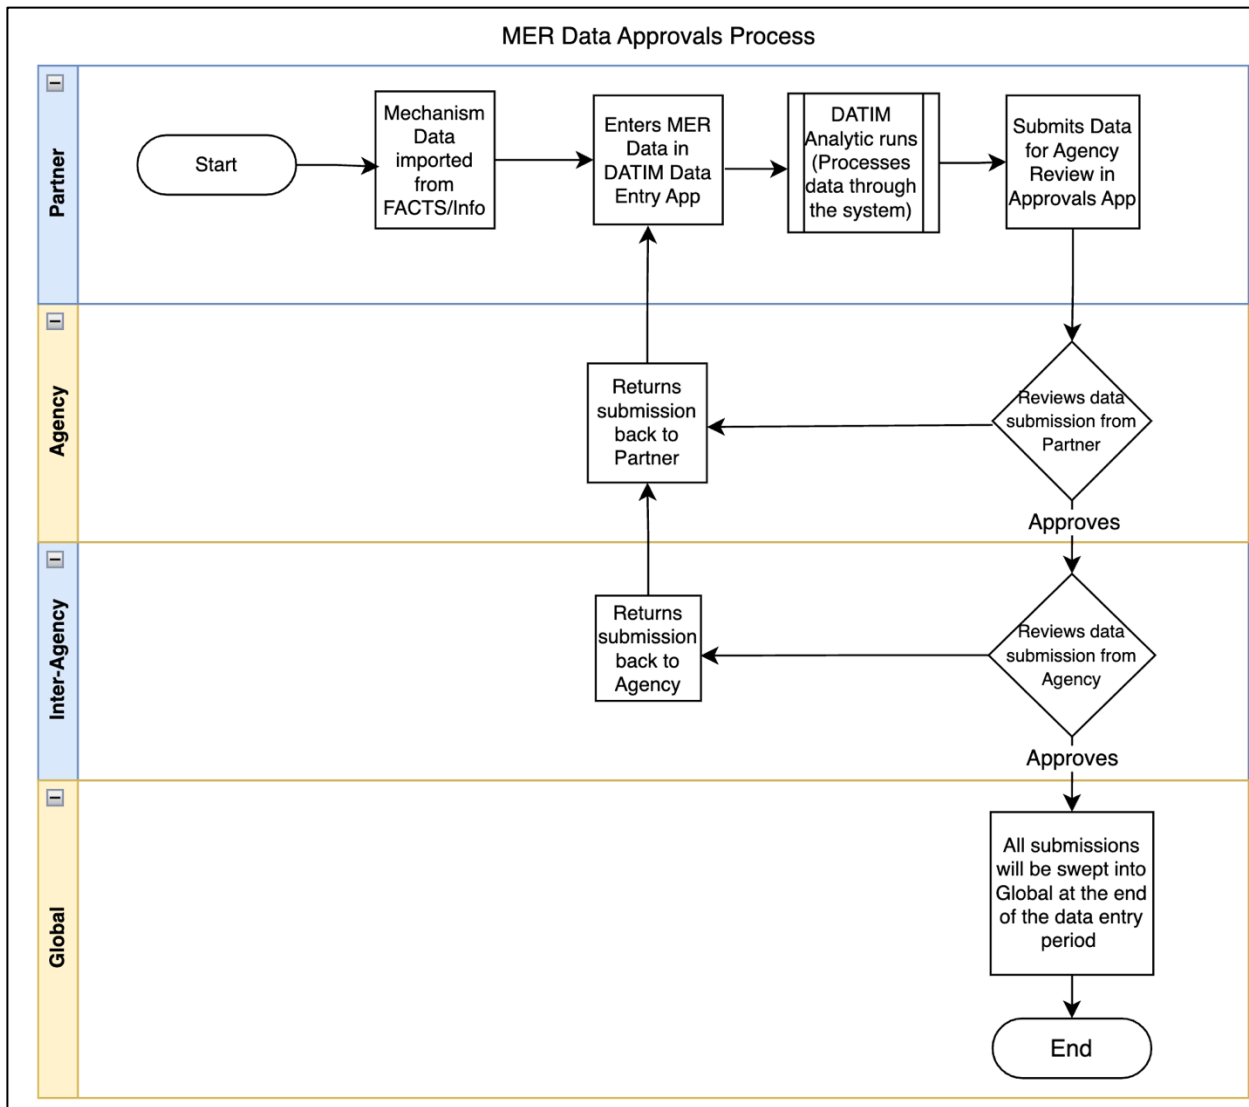 MER Data Approvals Process
Partner
Start
Mechanism
Data
imported
from
FACTS/Info
Enters MER
Data in
DATIM Data
Entry App
DATIM
Analytic runs
(Processes
data through
the system)
Submits Data
for Agency
Review in
Approvals App
Agency
Returns
submission
back to
Partner
Reviews data
submission from
Partner
Approves
Inter-Agency
Returns
submission
back to
Agency
Reviews data
submission from
Agency
Approves
Global
All submissions
will be swept into
Global at the end
of the data entry
period
End